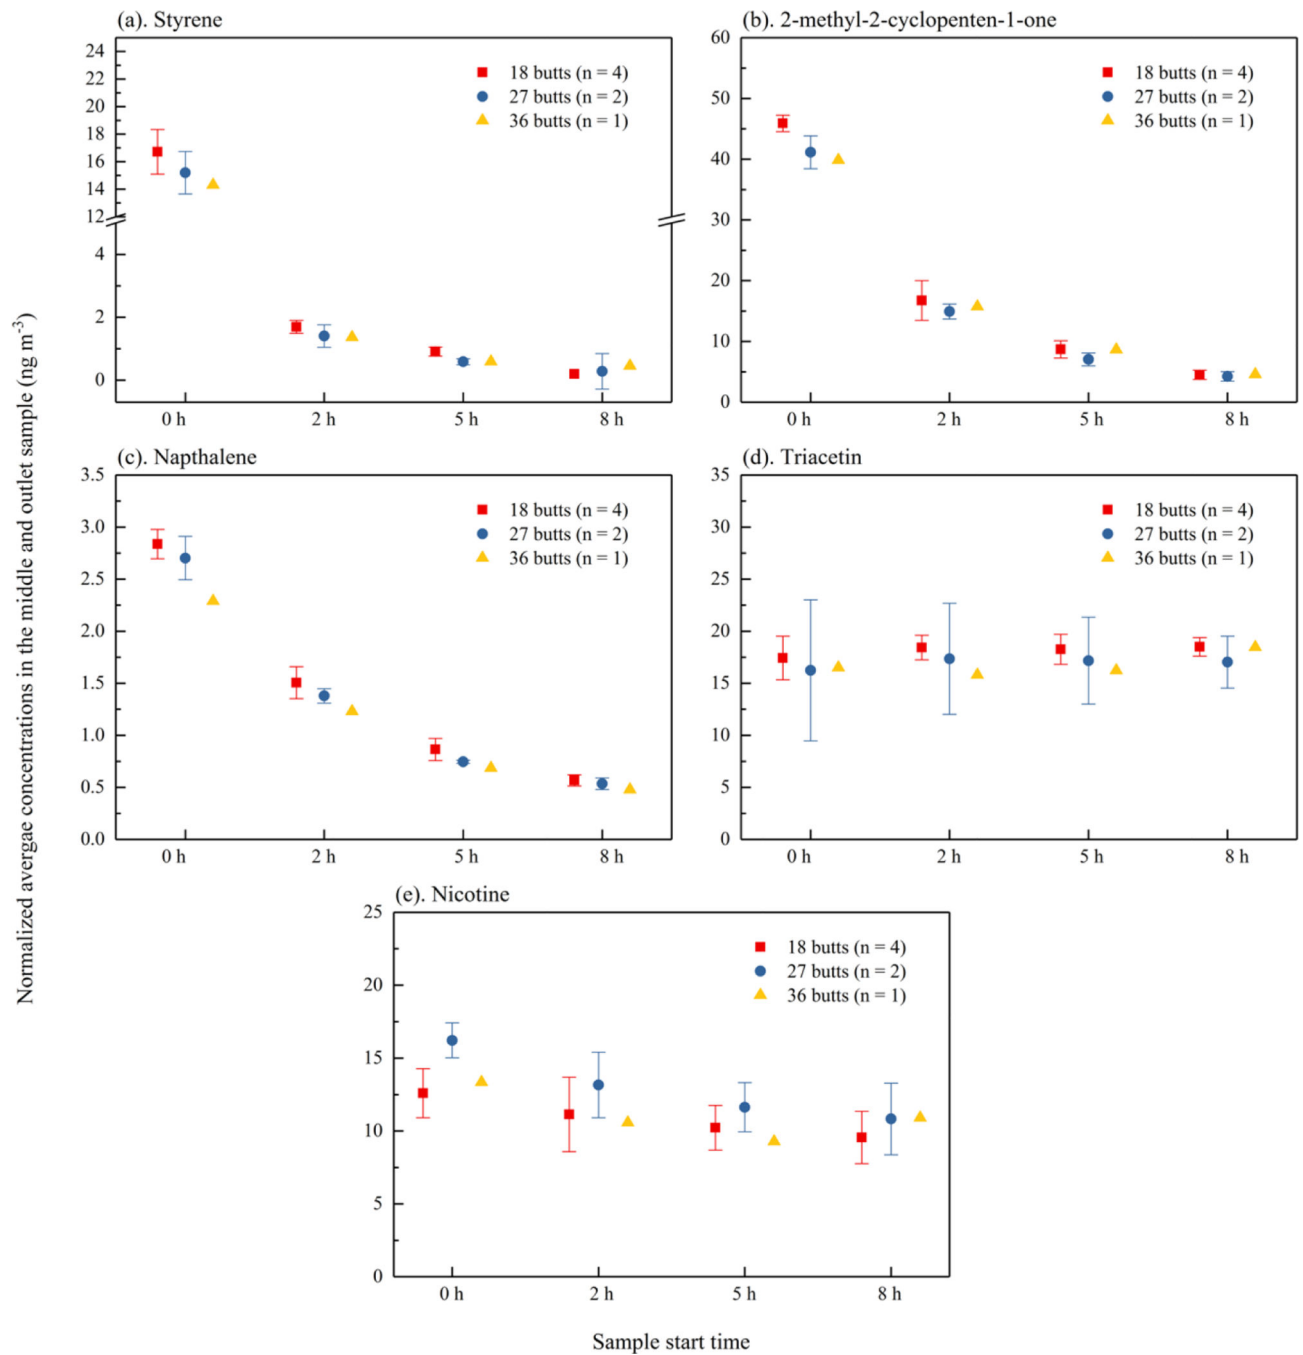 (a). Styrene
24
23
22
21
20
19
18
17
16
15
14
13
12
4
2
0
0 h 2 h 5 h 8 h
18 butts (n = 4)
27 butts (n = 2)
36 butts (n = 1)
(b). 2-methyl-2-cyclopenten-1-one
60
50
40
30
20
10
0
0 h 2 h 5 h 8 h
18 butts (n = 4)
27 butts (n = 2)
36 butts (n = 1)
(c). Napthalene
3.5
3.0
2.5
2.0
1.5
1.0
0.5
0.0
0 h 2 h 5 h 8 h
18 butts (n = 4)
27 butts (n = 2)
36 butts (n = 1)
(d). Triacetin
35
30
25
20
15
10
5
0
0 h 2 h 5 h 8 h
18 butts (n = 4)
27 butts (n = 2)
36 butts (n = 1)
(e). Nicotine
25
20
15
10
5
0
0 h 2 h 5 h 8 h
18 butts (n = 4)
27 butts (n = 2)
36 butts (n = 1)
Normalized avergae concentrations in the middle and outlet sample (ng m⁻³)
Sample start time